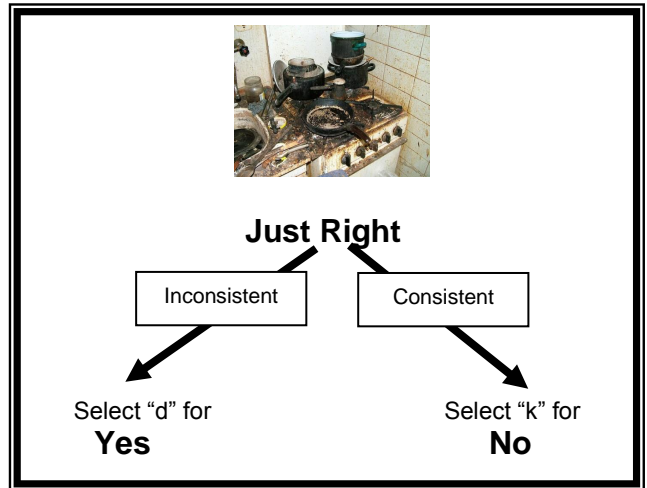 Just Right
Inconsistent
Consistent
Select “d” for
Yes
Select “k” for
No